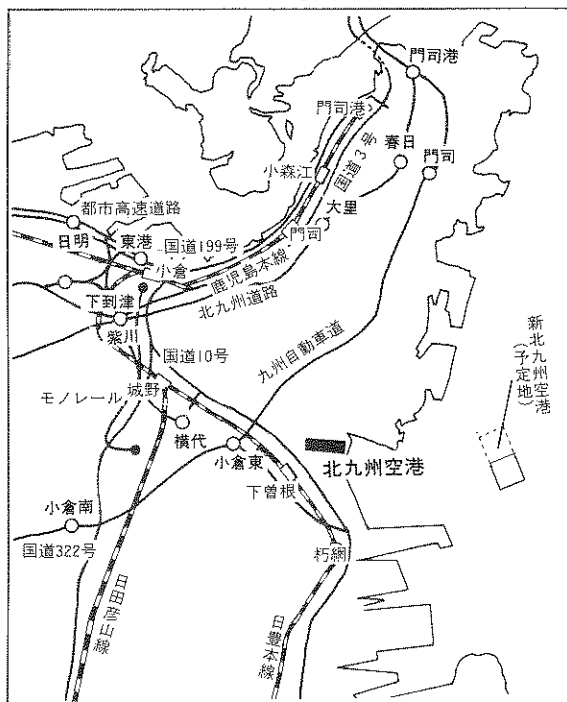 門司港
門司港
春日
門司
国道3号
小森江
大里
都市高速道路
門司
日明
東港
国道199号
小倉
鹿児島本線
北九州道路
下到津
紫川
国道10号
九州自動車道
新北九州空港
(予定地)
モノレール
城野
横代
小倉東
北九州空港
下曽根
小倉南
国道322号
朽網
日田彦山線
日豊本線